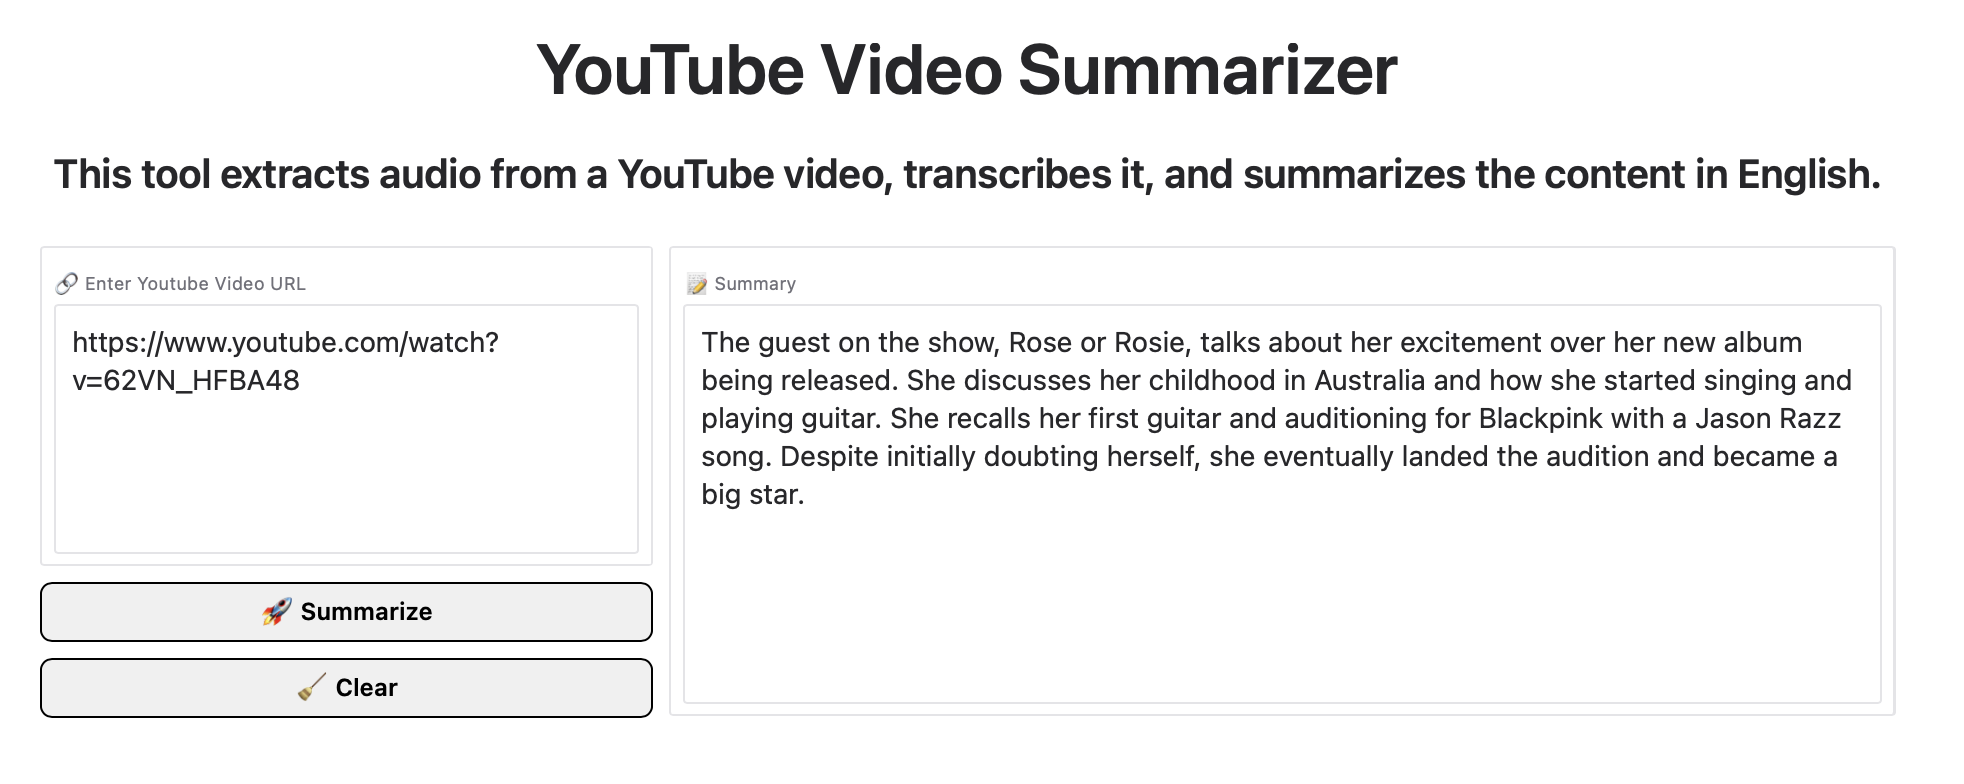 YouTube Video Summarizer
This tool extracts audio from a YouTube video, transcribes it, and summarizes the content in English.
🔗 Enter Youtube Video URL
https://www.youtube.com/watch?
v=62VN_HFBA48
🚀 Summarize
🧹 Clear
📝 Summary
The guest on the show, Rose or Rosie, talks about her excitement over her new album
being released. She discusses her childhood in Australia and how she started singing and
playing guitar. She recalls her first guitar and auditioning for Blackpink with a Jason Razz
song. Despite initially doubting herself, she eventually landed the audition and became a
big star.